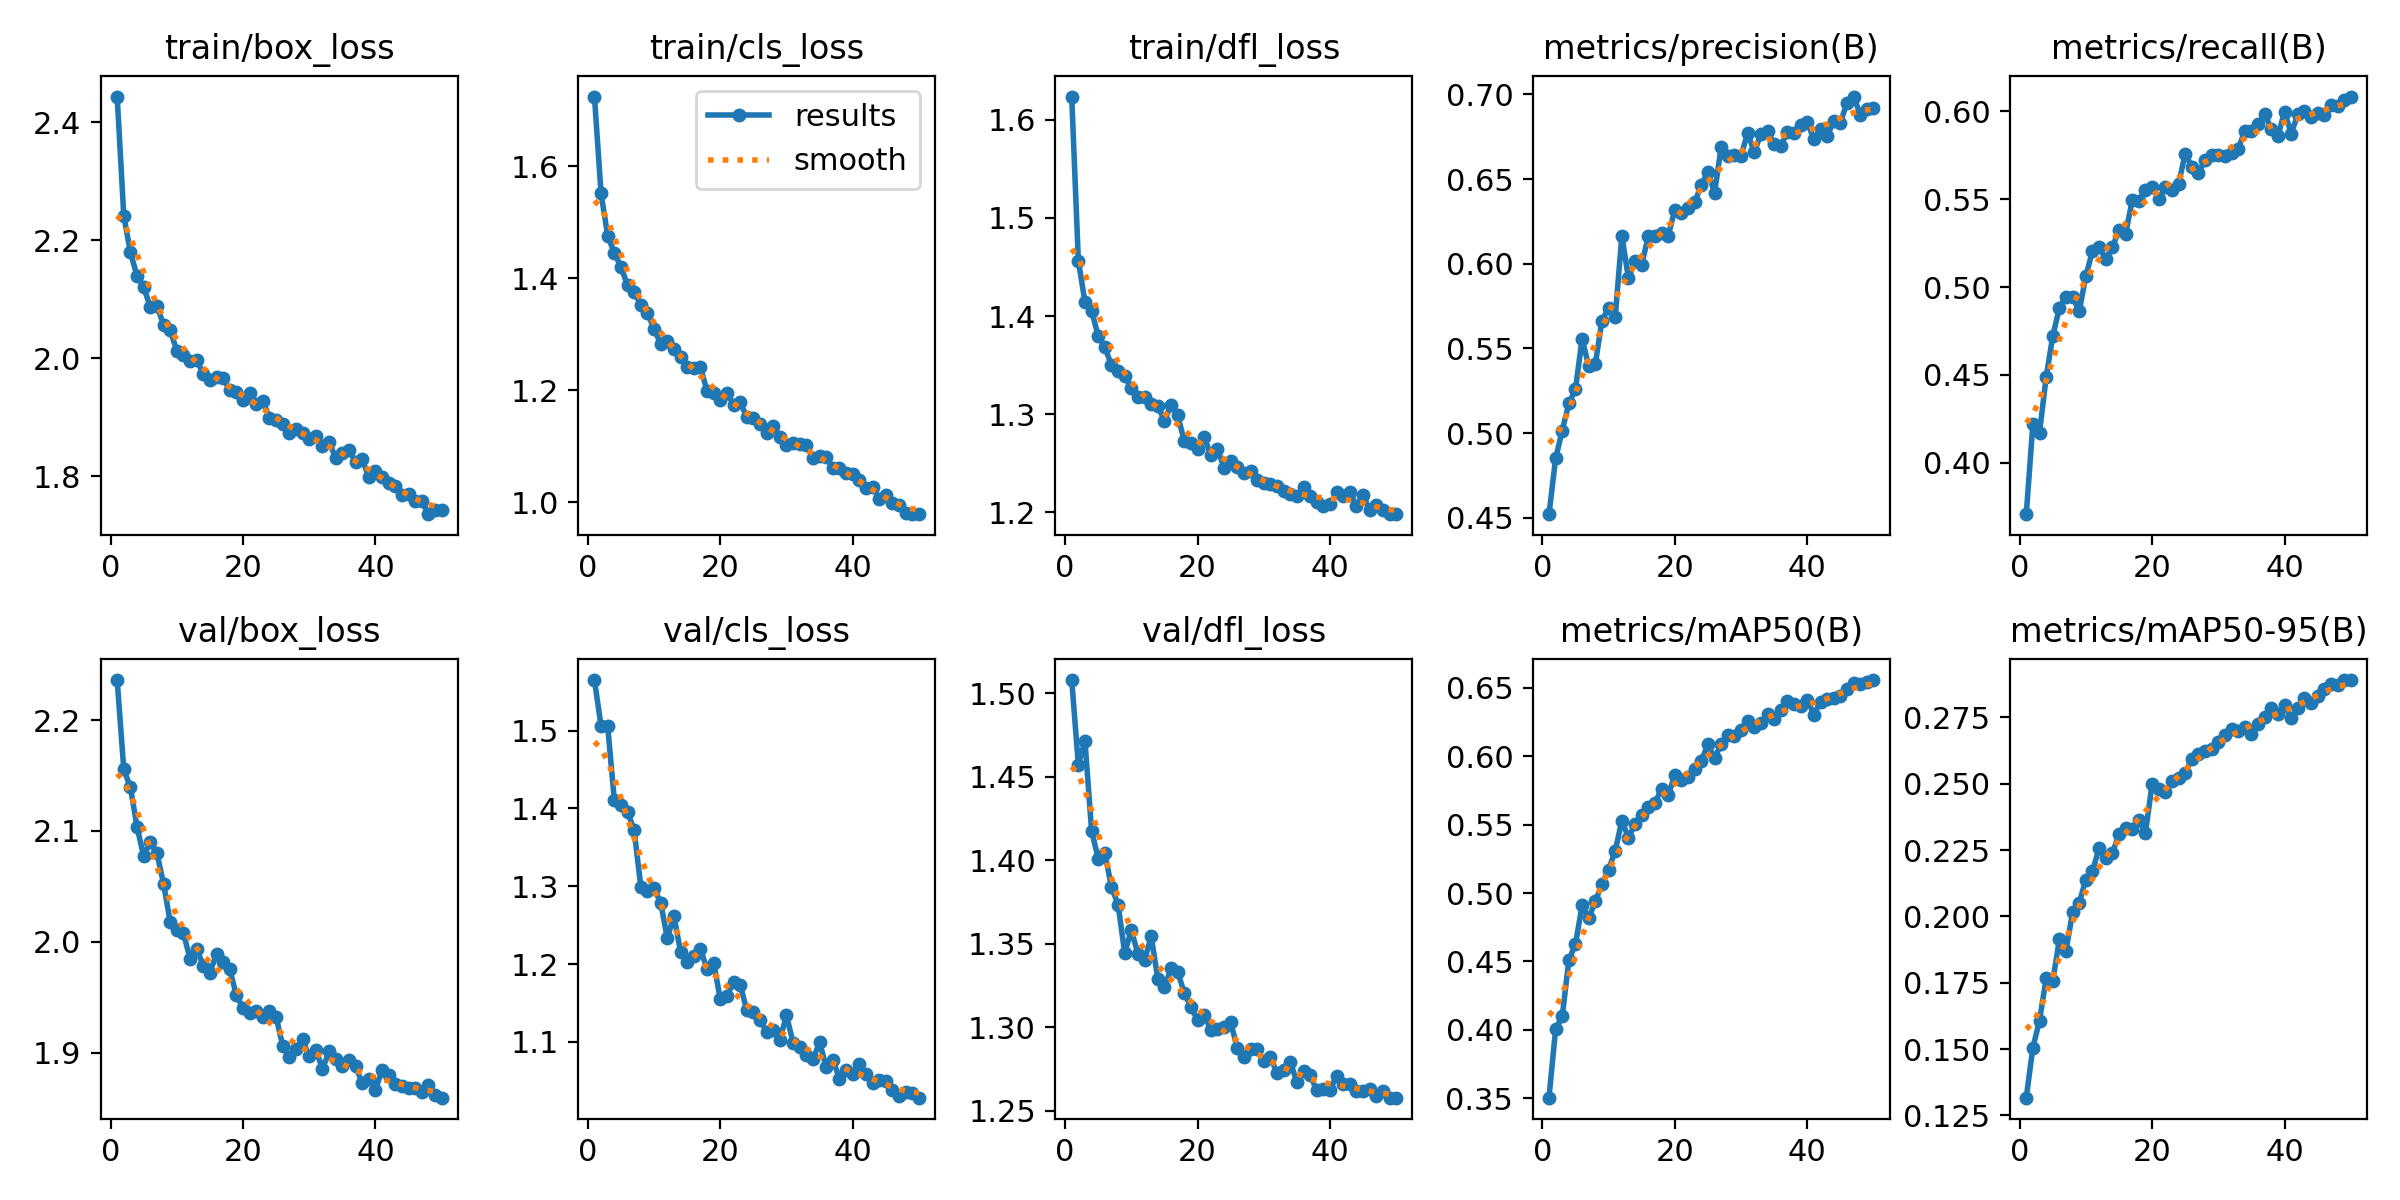 train/box_loss
2.4
2.2
2.0
1.8
0 20 40
train/cls_loss
results
smooth
1.6
1.4
1.2
1.0
0 20 40
train/dfl_loss
1.6
1.5
1.4
1.3
1.2
0 20 40
metrics/precision(B)
0.70
0.65
0.60
0.55
0.50
0.45
0 20 40
metrics/recall(B)
0.60
0.55
0.50
0.45
0.40
0 20 40
val/box_loss
2.2
2.1
2.0
1.9
0 20 40
val/cls_loss
1.5
1.4
1.3
1.2
1.1
0 20 40
val/dfl_loss
1.50
1.45
1.40
1.35
1.30
1.25
0 20 40
metrics/mAP50(B)
0.65
0.60
0.55
0.50
0.45
0.40
0.35
0 20 40
metrics/mAP50-95(B)
0.275
0.250
0.225
0.200
0.175
0.150
0.125
0 20 40